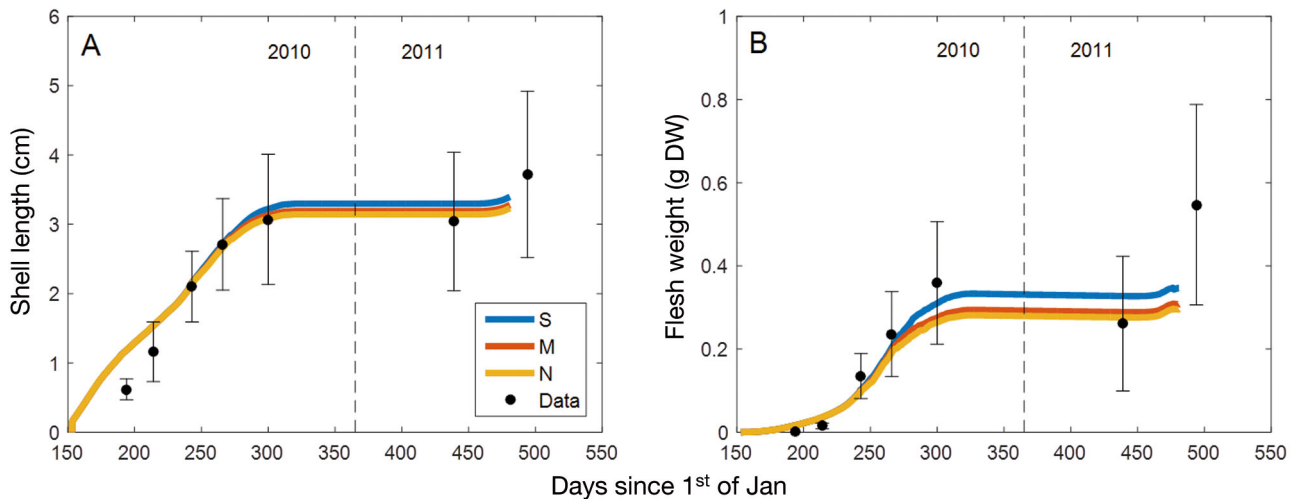 A
2010
2011
Shell length (cm)
6
5
4
3
2
1
0
S
M
N
Data
150 200 250 300 350 400 450 500 550
B
2010
2011
Flesh weight (g DW)
1
0.8
0.6
0.4
0.2
0
150 200 250 300 350 400 450 500 550
Days since 1st of Jan